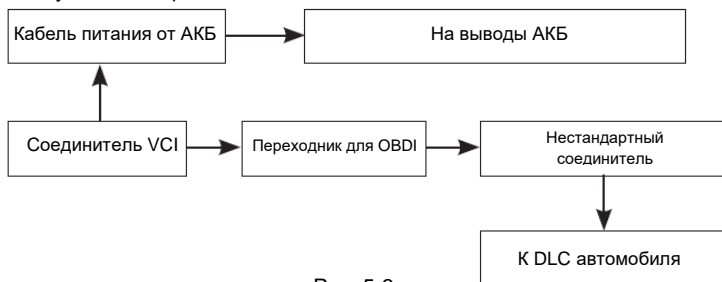 Кабель питания от АКБ
На выводы АКБ
Соединитель VCI
Переходник для OBDI
Нестандартный
соединитель
К DLC автомобиля